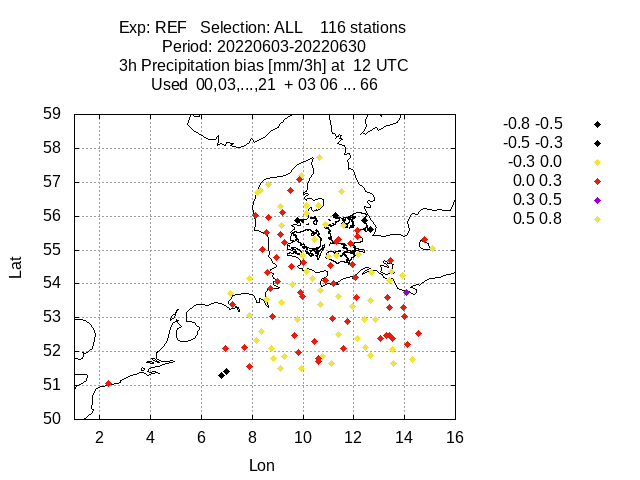 Exp: REF   Selection: ALL    116 stations
Period: 20220603-20220630
3h Precipitation bias [mm/3h] at  12 UTC
Used  00,03,...,21  + 03 06 ... 66
59
58
57
56
55
54
53
52
51
50
Lat
2 4 6 8 10 12 14 16
Lon
-0.8 -0.5
-0.5 -0.3
-0.3 0.0
0.0 0.3
0.3 0.5
0.5 0.8